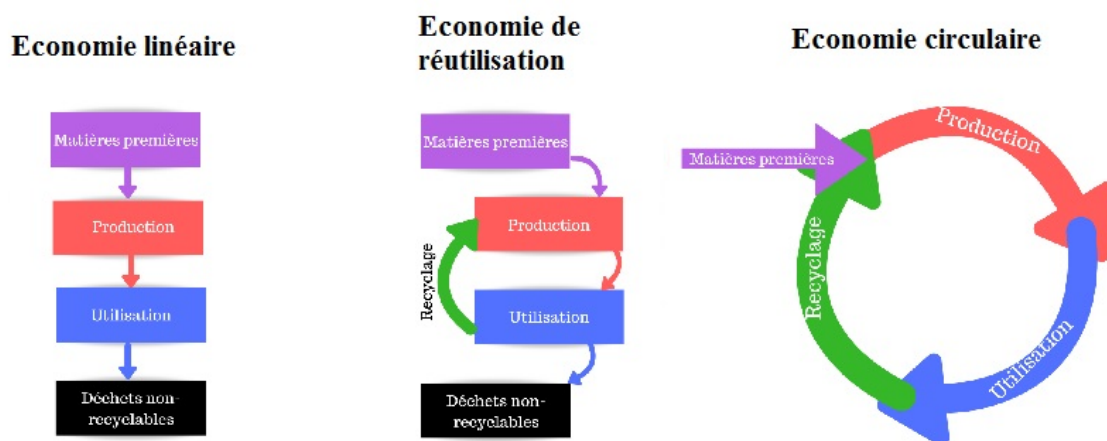 Economie linéaire
Matières premières
Production
Utilisation
Déchets non-
recyclables
Economie de
réutilisation
Matières premières
Production
Recyclage
Utilisation
Déchets non-
recyclables
Economie circulaire
Matières premières
Production
Utilisation
Recyclage